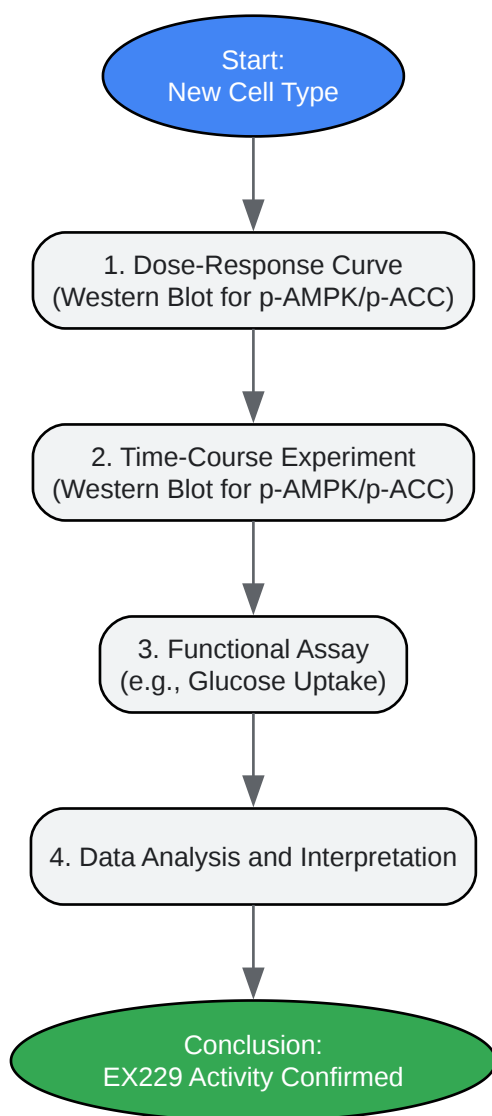 Start:
New Cell Type
1. Dose-Response Curve
(Western Blot for p-AMPK/p-ACC)
2. Time-Course Experiment
(Western Blot for p-AMPK/p-ACC)
3. Functional Assay
(e.g., Glucose Uptake)
4. Data Analysis and Interpretation
Conclusion:
EX229 Activity Confirmed